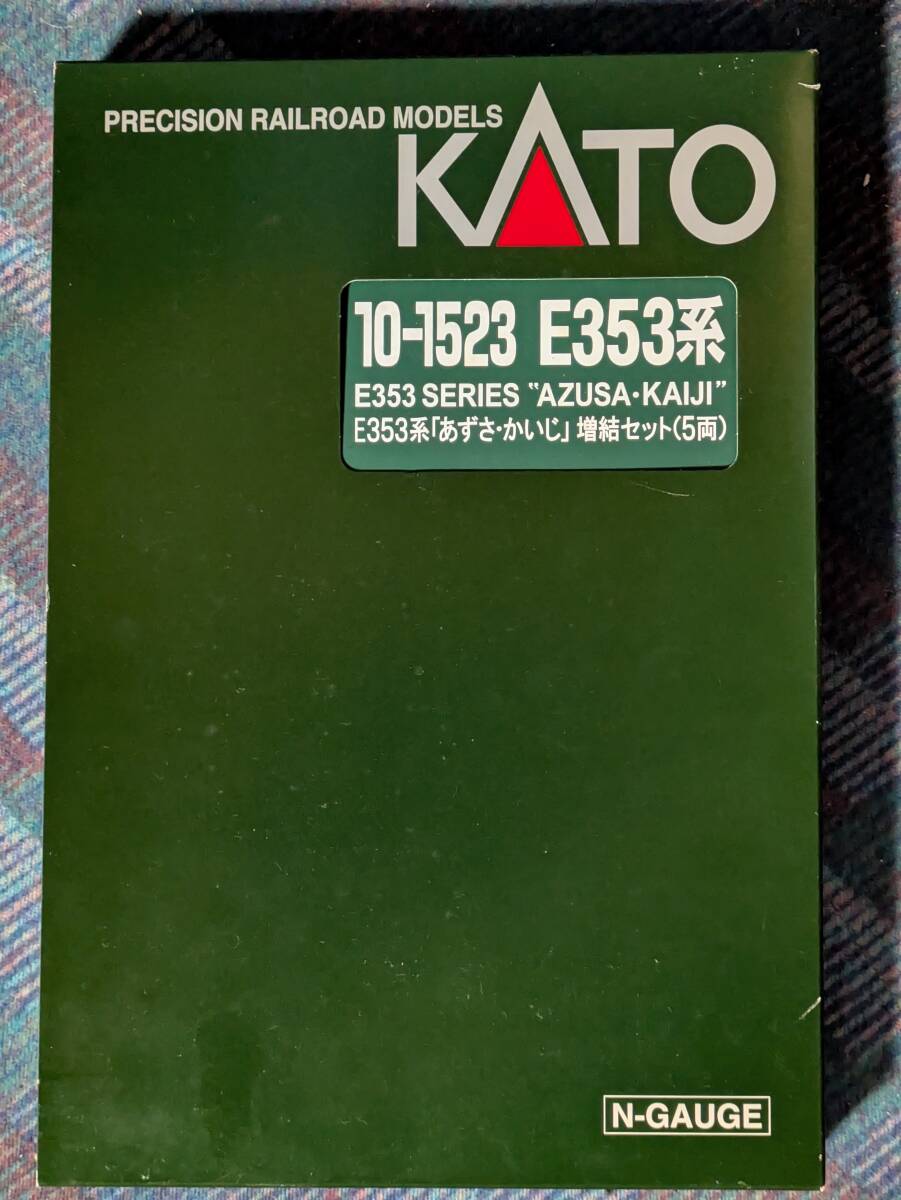 PRECISION RAILROAD MODELS
KATO
10-1523 E353系
E353 SERIES “AZUSA・KAIJI”
E353系「あずさ・かいじ」増結セット(5両)
N-GAUGE